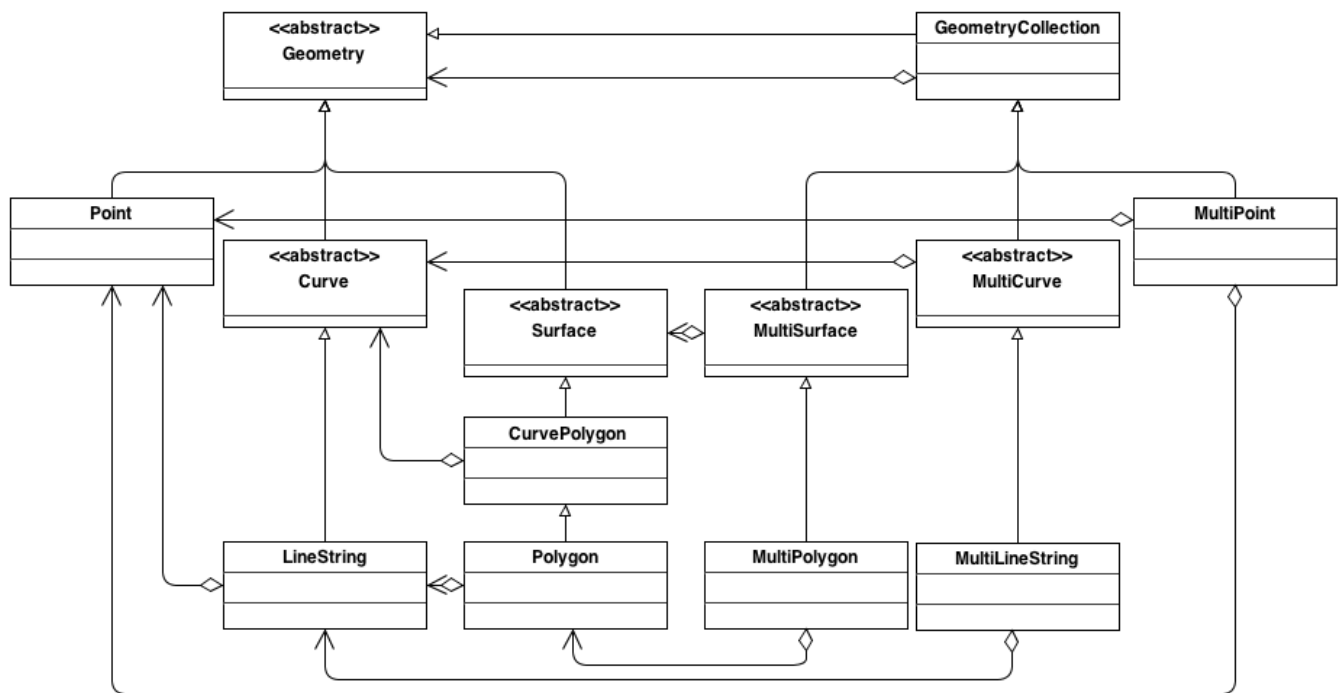 <<abstract>>
Geometry
GeometryCollection
Point
MultiPoint
<<abstract>>
Curve
<<abstract>>
MultiCurve
<<abstract>>
Surface
<<abstract>>
MultiSurface
CurvePolygon
LineString
Polygon
MultiPolygon
MultiLineString